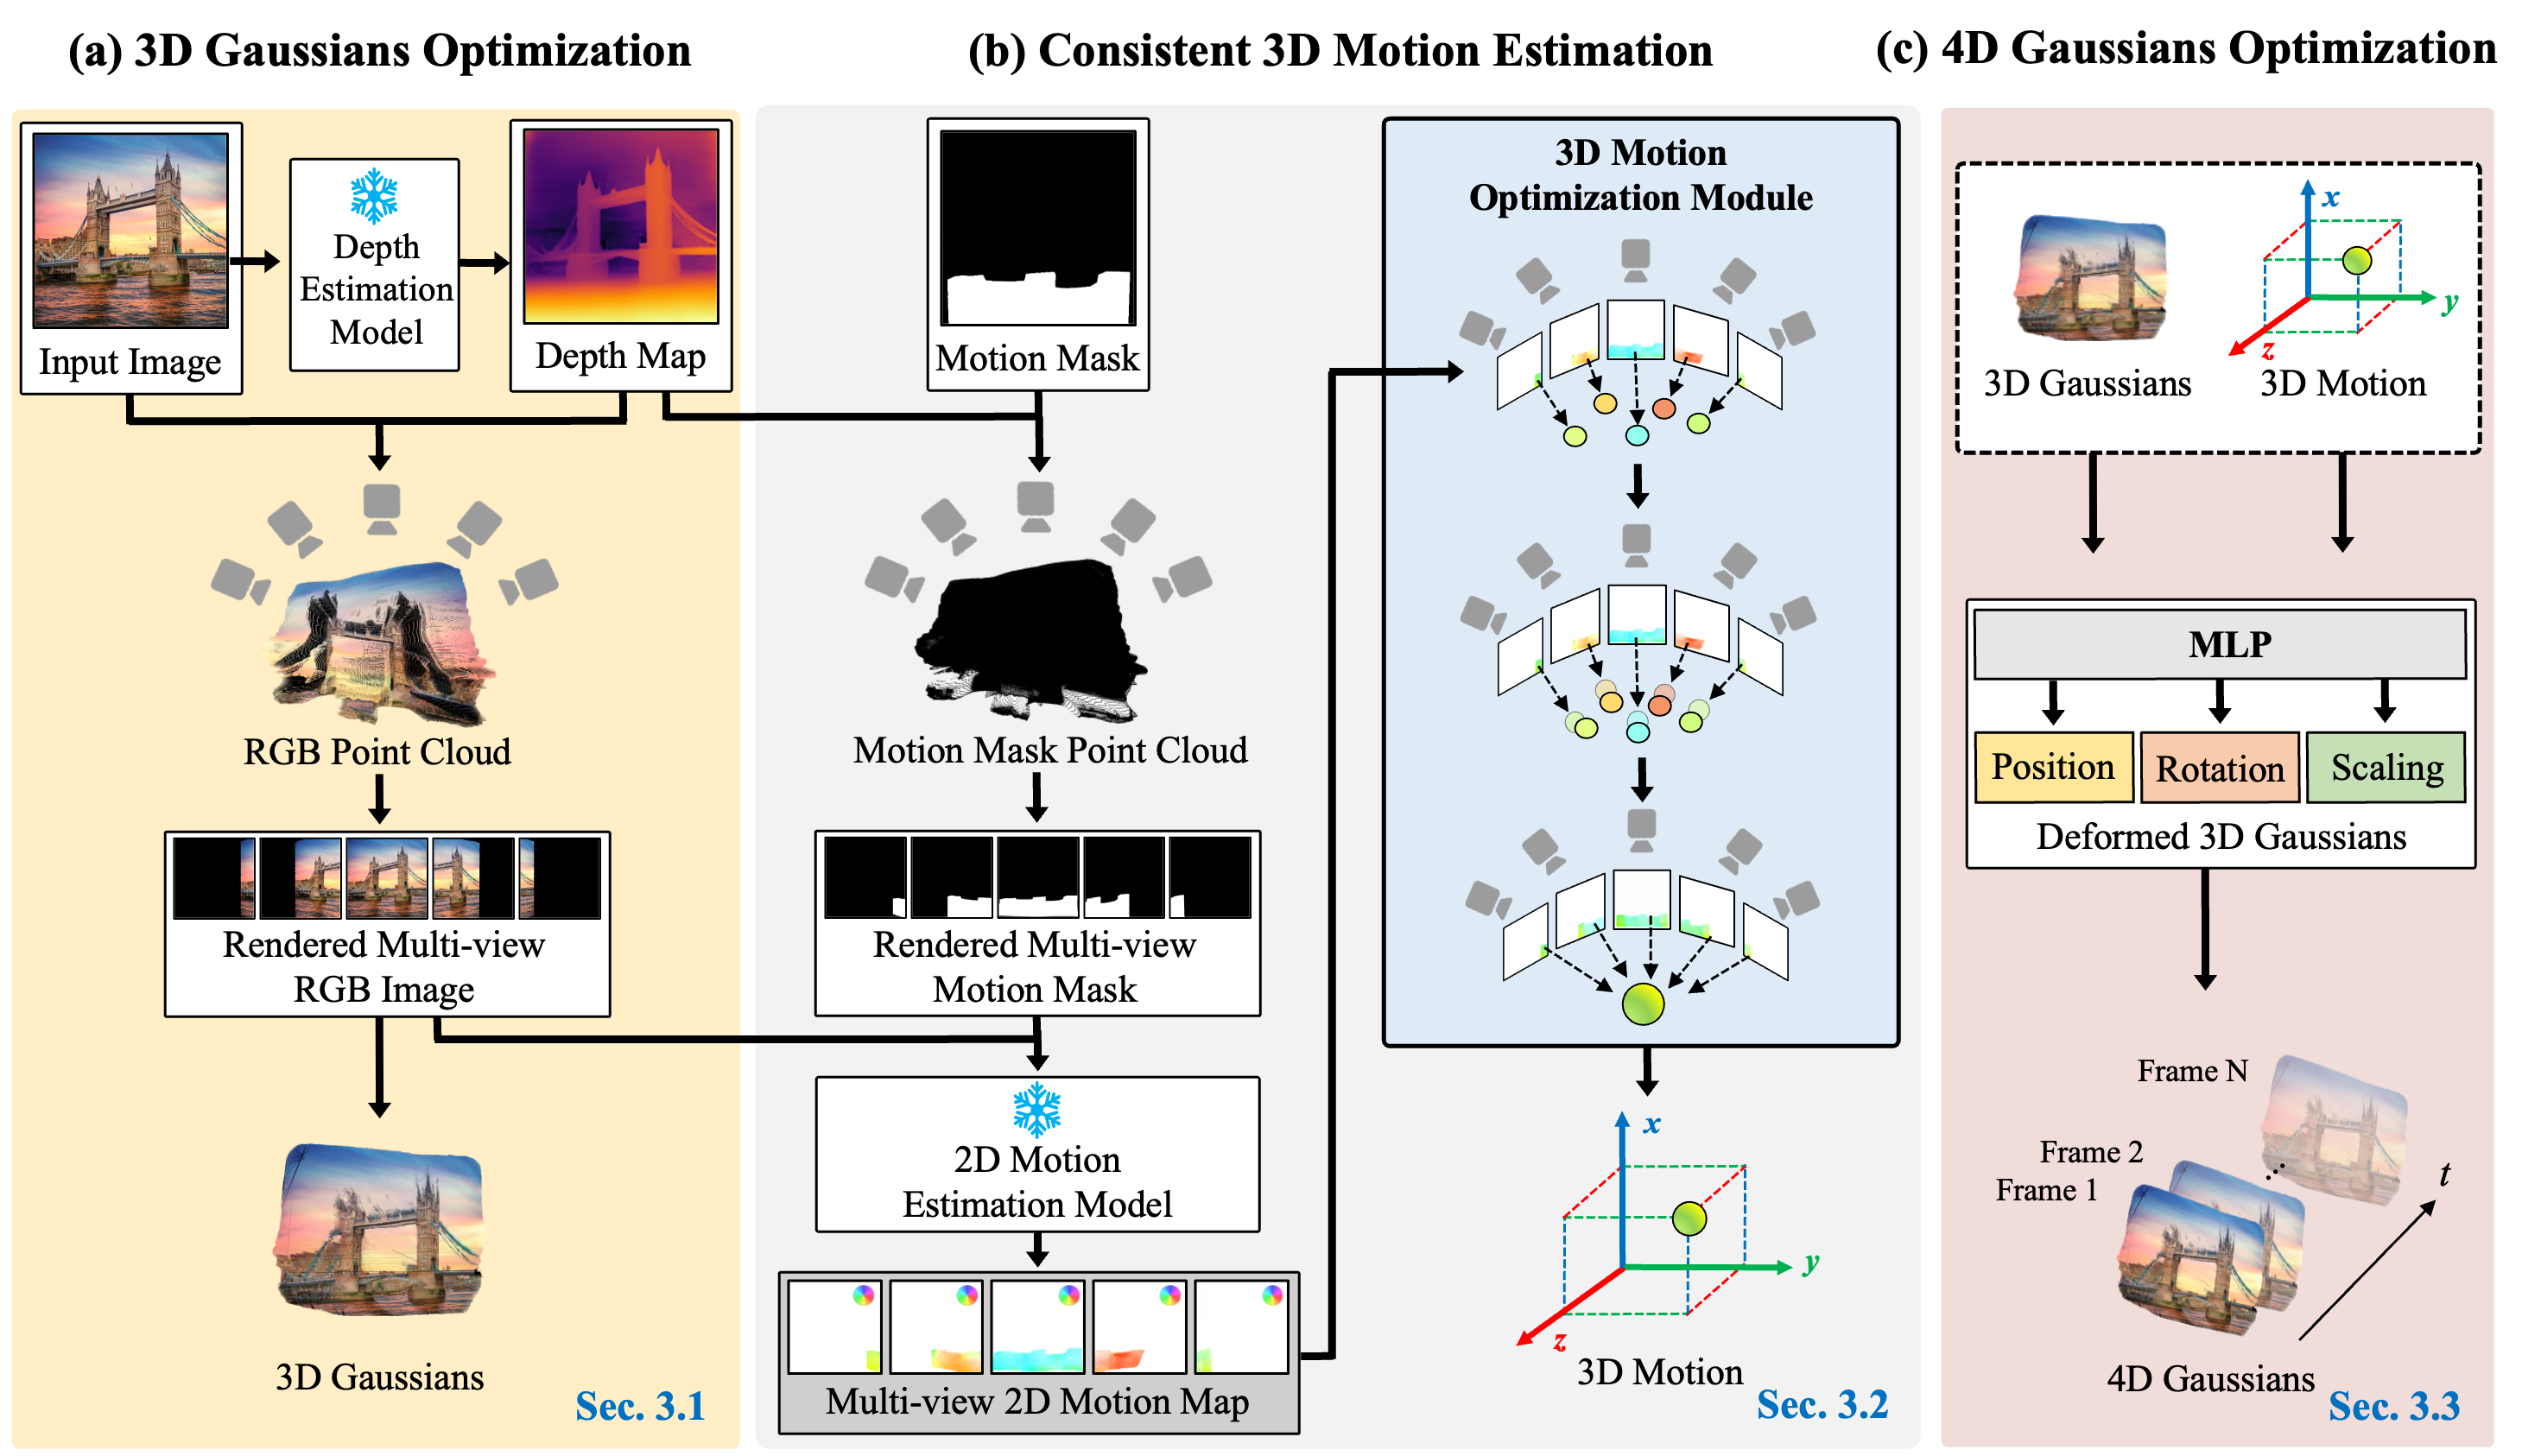 (a) 3D Gaussians Optimization
Input Image
Depth
Estimation
Model
Depth Map
RGB Point Cloud
Rendered Multi-view
RGB Image
3D Gaussians
Sec. 3.1
(b) Consistent 3D Motion Estimation
Motion Mask
Motion Mask Point Cloud
Rendered Multi-view
Motion Mask
2D Motion
Estimation Model
Multi-view 2D Motion Map
3D Motion
Optimization Module
x
y
z
3D Motion
Sec. 3.2
(c) 4D Gaussians Optimization
3D Gaussians
x
y
z
3D Motion
MLP
Position
Rotation
Scaling
Deformed 3D Gaussians
Frame N
Frame 2
Frame 1
t
4D Gaussians
Sec. 3.3